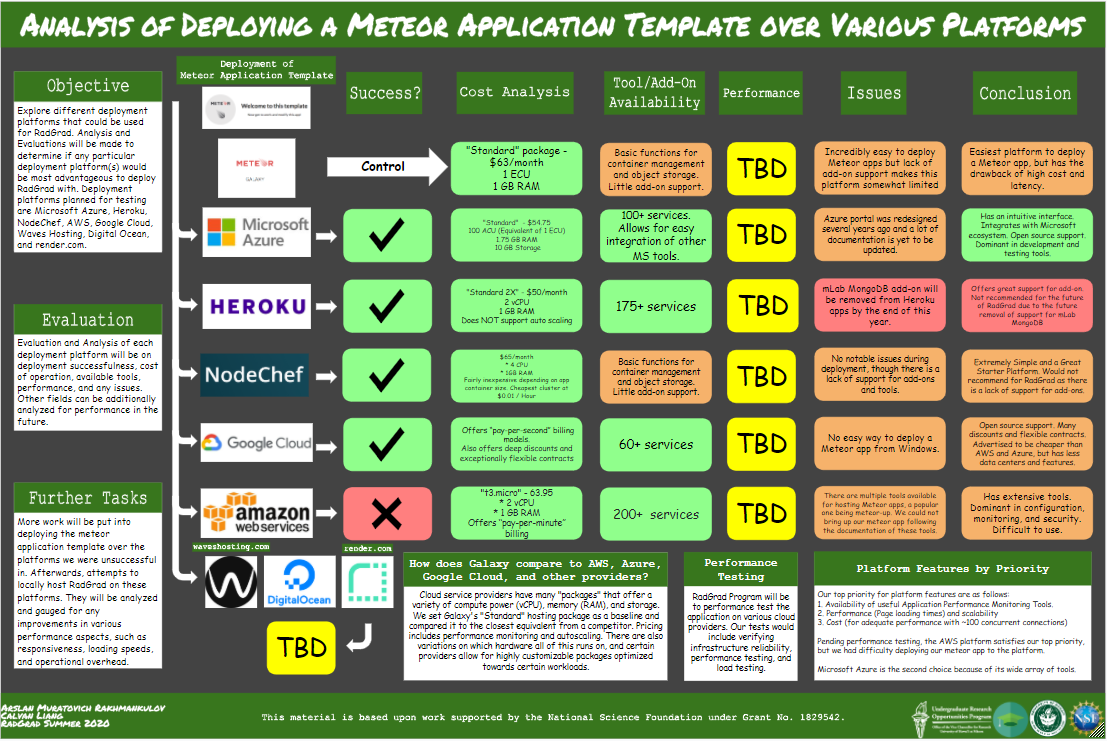 ANALYSIS OF DEPLOYING A METEOR APPLICATION TEMPLATE OVER VARIOUS PLATFORMS
Objective
Explore different deployment
platforms that could be used
for RadGrad. Analysis and
Evaluations will be made to
determine if any particular
deployment platform(s) would
be most advantageous to deploy
RadGrad with. Deployment
platforms planned for testing
are Microsoft Azure, Heroku,
NodeChef, AWS, Google Cloud,
Waves Hosting, Digital Ocean,
and render.com.
Evaluation
Evaluation and Analysis of each
deployment platform will be on
deployment successfulness, cost
of operation, available tools,
performance, and any issues.
Other fields can be additionally
analyzed for performance in the
future.
Further Tasks
More work will be put into
deploying the meteor
application template over the
platforms we were unsuccessful
in. Afterwards, attempts to
locally host RadGrad on these
platforms. They will be analyzed
and gauged for any
improvements in various
performance aspects, such as
responsiveness, loading speeds,
and operational overhead.
Deployment of
Meteor Application Template
METEOR
Welcome to this template
Success?
Cost Analysis
Tool/Add-On
Availability
Performance
Issues
Conclusion
METEOR
GALAXY
Control
"Standard" package -
$63/month
1 ECU
1 GB RAM
Basic functions for
container management
and object storage.
Little add-on support.
TBD
Incredibly easy to deploy
Meteor apps but lack of
add-on support makes this
platform somewhat limited
Easiest platform to deploy
a Meteor app, but has the
drawback of high cost and
latency.
Microsoft
Azure
"Standard" - $54.75
100 ACU (Equivalent of 1 ECU)
1.75 GB RAM
10 GB Storage
100+ services.
Allows for easy
integration of other
MS tools.
TBD
Azure portal was redesigned
several years ago and a lot of
documentation is yet to be
updated.
Has an intuitive interface.
Integrates with Microsoft
ecosystem. Open source support.
Dominant in development and
testing tools.
HEROKU
"Standard 2X" - $50/month
2 vCPU
1 GB RAM
Does NOT support auto scaling
175+ services
TBD
mLab MongoDB add-on will
be removed from Heroku
apps by the end of this
year.
Offers great support for add-on.
Not recommended for the future
of RadGrad due to the future
removal of support for mLab
MongoDB
NodeChef
$65/month
* 4 CPU
* 1GB RAM
Fairly inexpensive depending on app
container size. Cheapest cluster at
$0.01 / Hour
Basic functions for
container management
and object storage.
Little add-on support.
TBD
No notable issues during
deployment, though there is a
lack of support for add-ons
and tools.
Extremely Simple and a Great
Starter Platform. Would not
recommend for RadGrad as there
is a lack of support for add-ons.
Google Cloud
Offers "pay-per-second" billing
models.
Also offers deep discounts and
exceptionally flexible contracts
60+ services
TBD
No easy way to deploy a
Meteor app from Windows.
Open source support. Many
discounts and flexible contracts.
Advertised to be cheaper than
AWS and Azure, but has less
data centers and features.
amazon
web services
"t3.micro" - 63.95
* 2 vCPU
* 1 GB RAM
Offers "pay-per-minute"
billing
200+ services
TBD
There are multiple tools available
for hosting Meteor apps, a popular
one being meteor-up. We could not
bring up our meteor app following
the documentation of these tools.
Has extensive tools.
Dominant in configuration,
monitoring, and security.
Difficult to use.
waveshosting.com
render.com
DigitalOcean
TBD
How does Galaxy compare to AWS, Azure,
Google Cloud, and other providers?
Cloud service providers have many "packages" that offer a
variety of compute power (vCPU), memory (RAM), and storage.
We set Galaxy's "Standard" hosting package as a baseline and
compared it to the closest equivalent from a competitor. Pricing
includes performance monitoring and autoscaling. There are also
variations on which hardware all of this runs on, and certain
providers allow for highly customizable packages optimized
towards certain workloads.
Performance
Testing
RadGrad Program will be
to performance test the
application on various cloud
providers. Our tests would
include verifying
infrastructure reliability,
performance testing, and
load testing.
Platform Features by Priority
Our top priority for platform features are as follows:
1. Availability of useful Application Performance Monitoring Tools.
2. Performance (Page loading times) and scalability
3. Cost (for adequate performance with ~100 concurrent connections)
Pending performance testing, the AWS platform satisfies our top priority,
but we had difficulty deploying our meteor app to the platform.
Microsoft Azure is the second choice because of its wide array of tools.
ARSLAN MURATOVICH RAKHMANKULOV
CALVAN LIANG
RADGRAD SUMMER 2020
This material is based upon work supported by the National Science Foundation under Grant No. 1829542.
Undergraduate Research
Opportunities Program
NSF